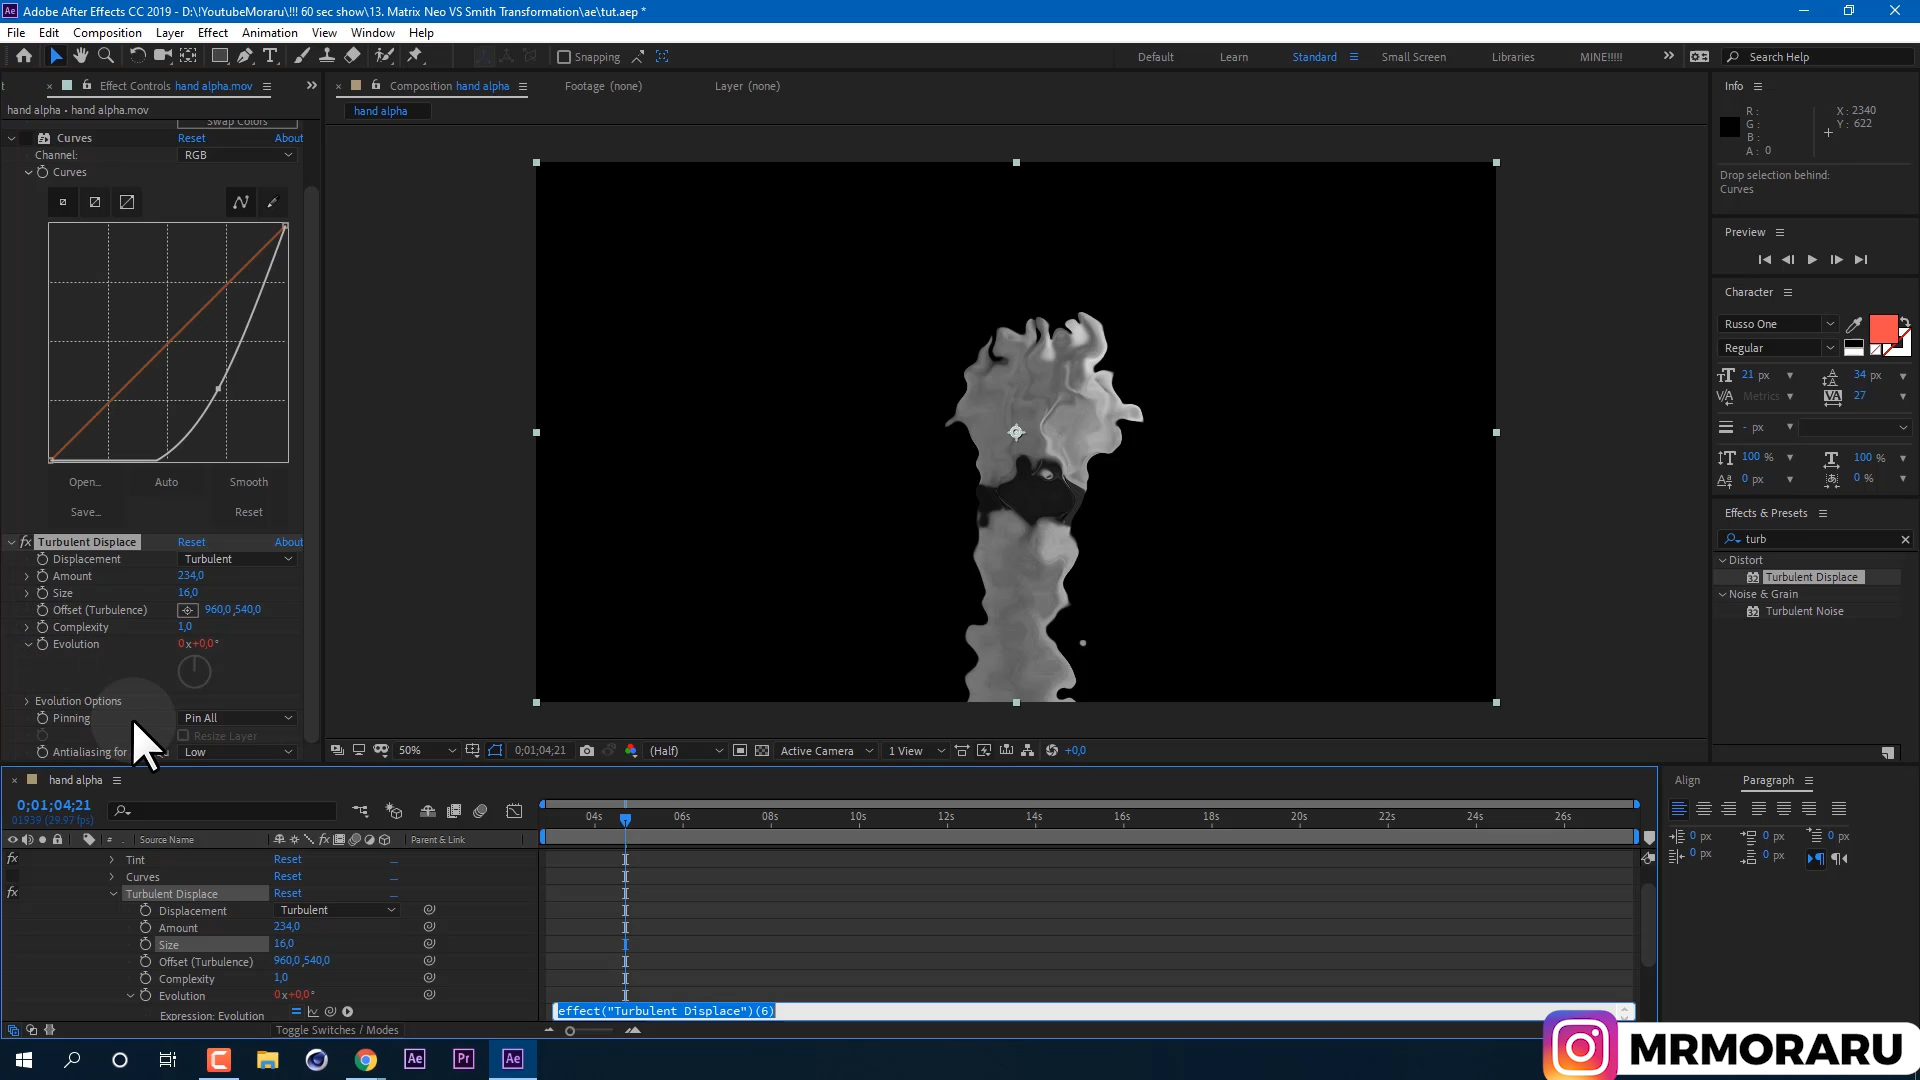 Adobe After Effects CC 2019 - D:\!YoutubeMoraru\!!! 60 sec show\13. Matrix Neo VS Smith Transformation\ae\tut.aep *
File Edit Composition Layer Effect Animation View Window Help
Snapping Default Learn Standard Small Screen Libraries MINE!!!!! Search Help
Effect Controls hand alpha.mov
hand alpha • hand alpha.mov
Swap Colors
Curves Reset About
Channel: RGB
Curves
Open... Auto Smooth
Save... Reset
Turbulent Displace Reset About
Displacement Turbulent
Amount 234,0
Size 16,0
Offset (Turbulence) 960,0,540,0
Complexity 1,0
Evolution 0x+0,0°
Evolution Options
Pinning Pin All
Resize Layer
Antialiasing for Low
Composition hand alpha Footage (none) Layer (none)
hand alpha
50% 0;01;04;21 (Half) Active Camera 1 View +0,0
Info
R: X: 2340
G: Y: 622
B:
A: 0
Drop selection behind:
Curves
Preview
Character
Russo One
Regular
21 px 34 px
Metrics 27
- px
100 % 100 %
0 px 0 %
Effects & Presets
turb
Distort
Turbulent Displace
Noise & Grain
Turbulent Noise
hand alpha
0;01;04;21
01939 (29.97 fps)
04s 06s 08s 10s 12s 14s 16s 18s 20s 22s 24s 26s
# Source Name Parent & Link
Tint Reset
Curves Reset
Turbulent Displace Reset
Displacement Turbulent
Amount 234,0
Size 16,0
Offset (Turbulence) 960,0,540,0
Complexity 1,0
Evolution 0x+0,0°
Expression: Evolution effect("Turbulent Displace")(6)
Toggle Switches / Modes
Align Paragraph
0 px 0 px 0 px
0 px 0 px
Ae Pr Ae
MRMORARU